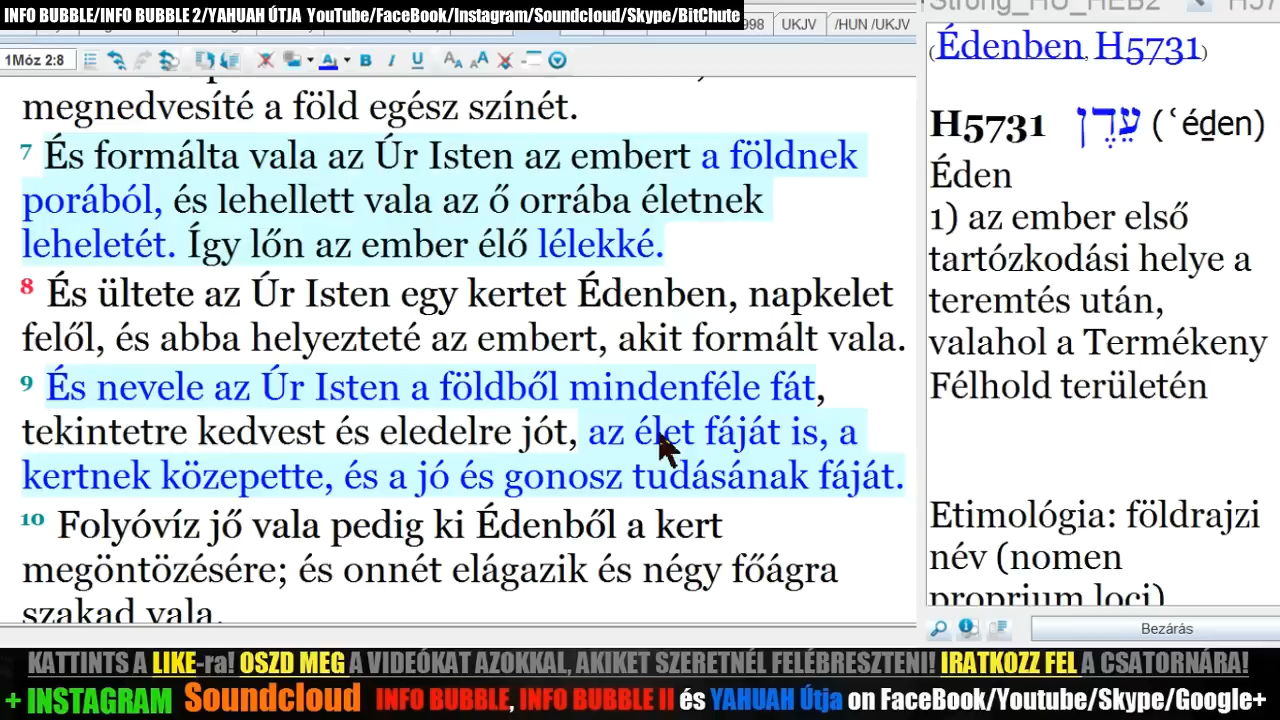 INFO BUBBLE/INFO BUBBLE 2/YAHUAH ÚTJA YouTube/FaceBook/Instagram/Soundcloud/Skype/BitChute
998 UKJV /HUN /UKJV
1Móz 2:8
megnedvesíté a föld egész színét.
7 És formálta vala az Úr Isten az embert a földnek
porából, és lehellett vala az ő orrába életnek
leheletét. Így lőn az ember élő lélekké.
8 És ültete az Úr Isten egy kertet Édenben, napkelet
felől, és abba helyezteté az embert, akit formált vala.
9 És nevele az Úr Isten a földből mindenféle fát,
tekintetre kedvest és eledelre jót, az élet fáját is, a
kertnek közepette, és a jó és gonosz tudásának fáját.
10 Folyóvíz jő vala pedig ki Édenből a kert
megöntözésére; és onnét elágazik és négy főágra
szakad vala.
Strong_HU_HEB2
(Édenben, H5731)
H5731 עֵדֶן (ʿéḏen)
Éden
1) az ember első
tartózkodási helye a
teremtés után,
valahol a Termékeny
Félhold területén
Etimológia: földrajzi
név (nomen
proprium loci)
Bezárás
KATTINTS A LIKE-ra! OSZD MEG A VIDEÓKAT AZOKKAL, AKIKET SZERETNÉL FELÉBRESZTENI! IRATKOZZ FEL A CSATORNÁRA!
+ INSTAGRAM Soundcloud INFO BUBBLE, INFO BUBBLE II és YAHUAH Útja on FaceBook/Youtube/Skype/Google+